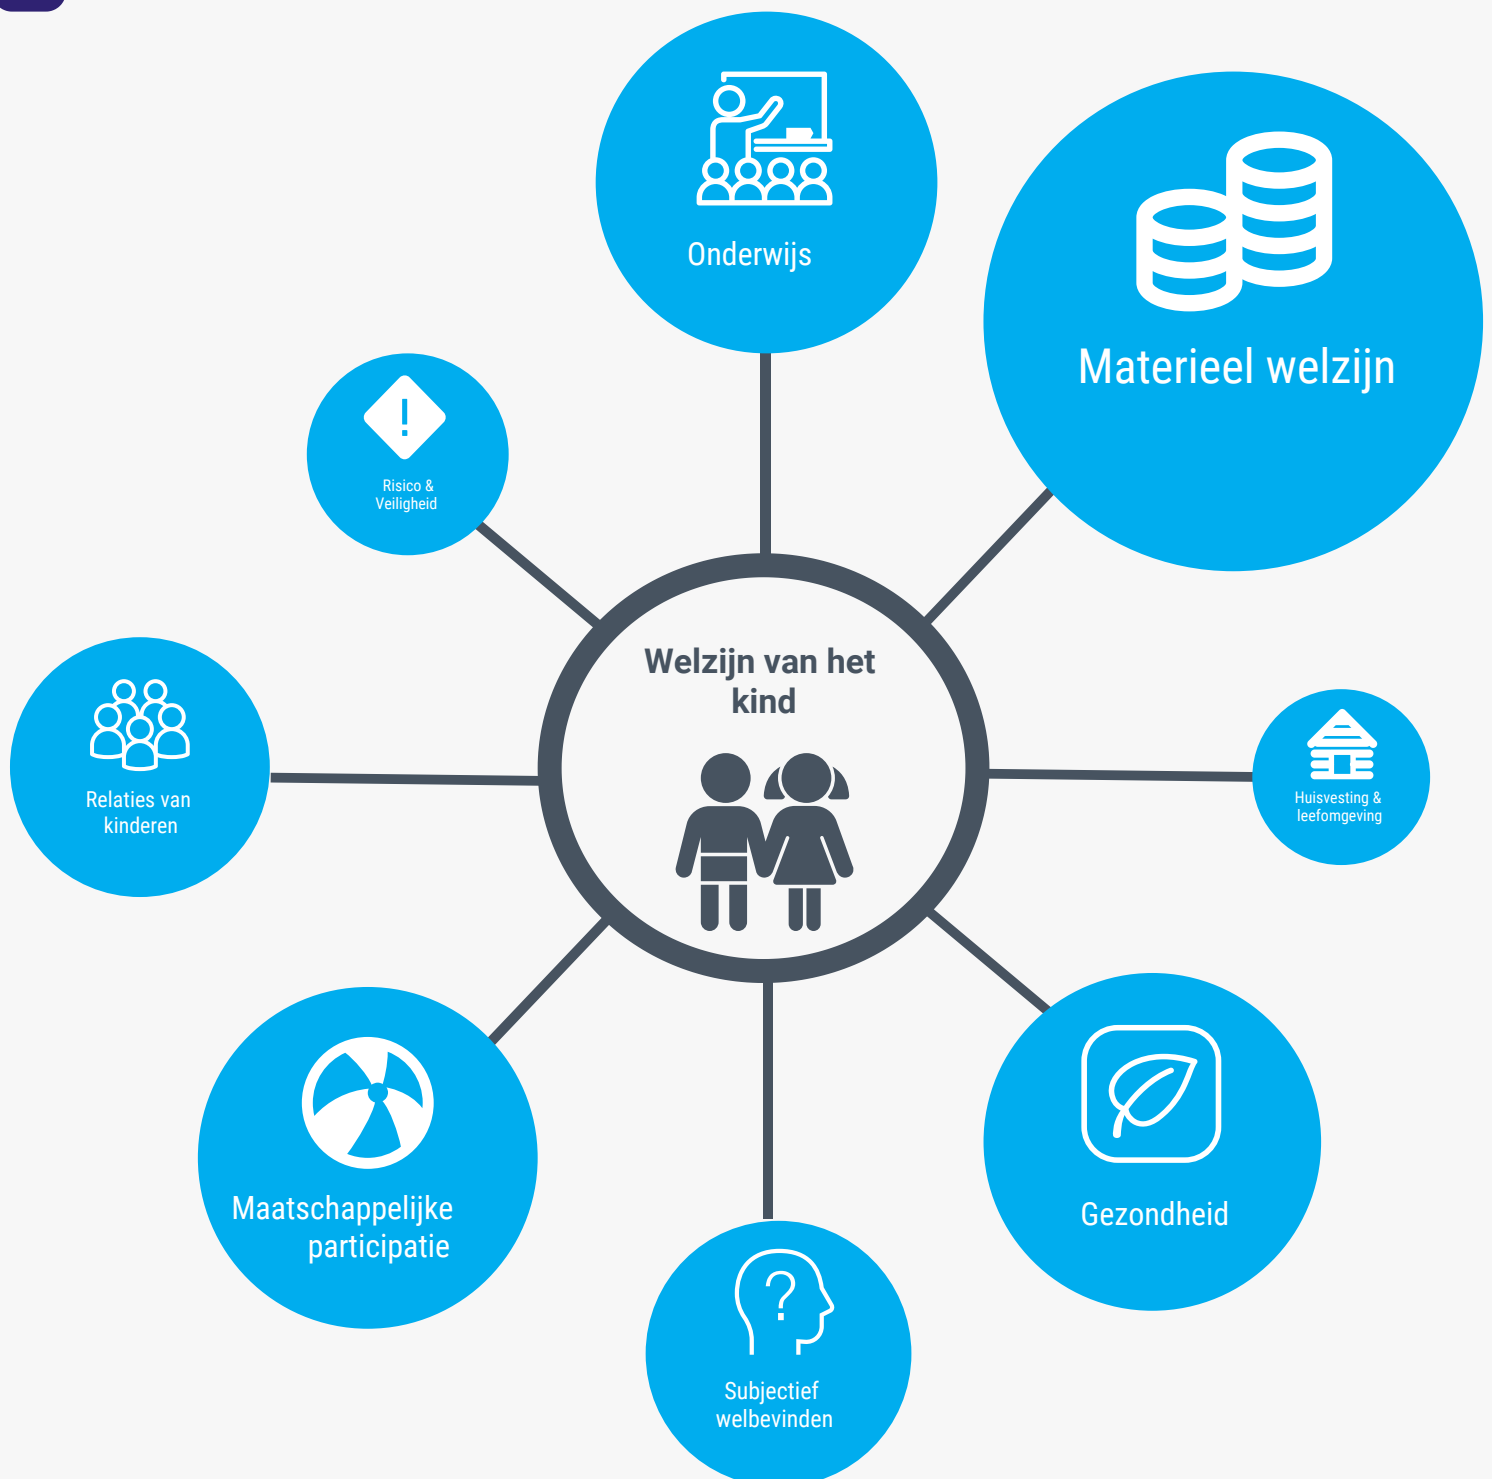 Onderwijs
Materieel welzijn
Risico &
Veiligheid
Welzijn van het
kind
Relaties van
kinderen
Huisvesting &
leefomgeving
Maatschappelijke
participatie
Gezondheid
?
Subjectief
welbevinden